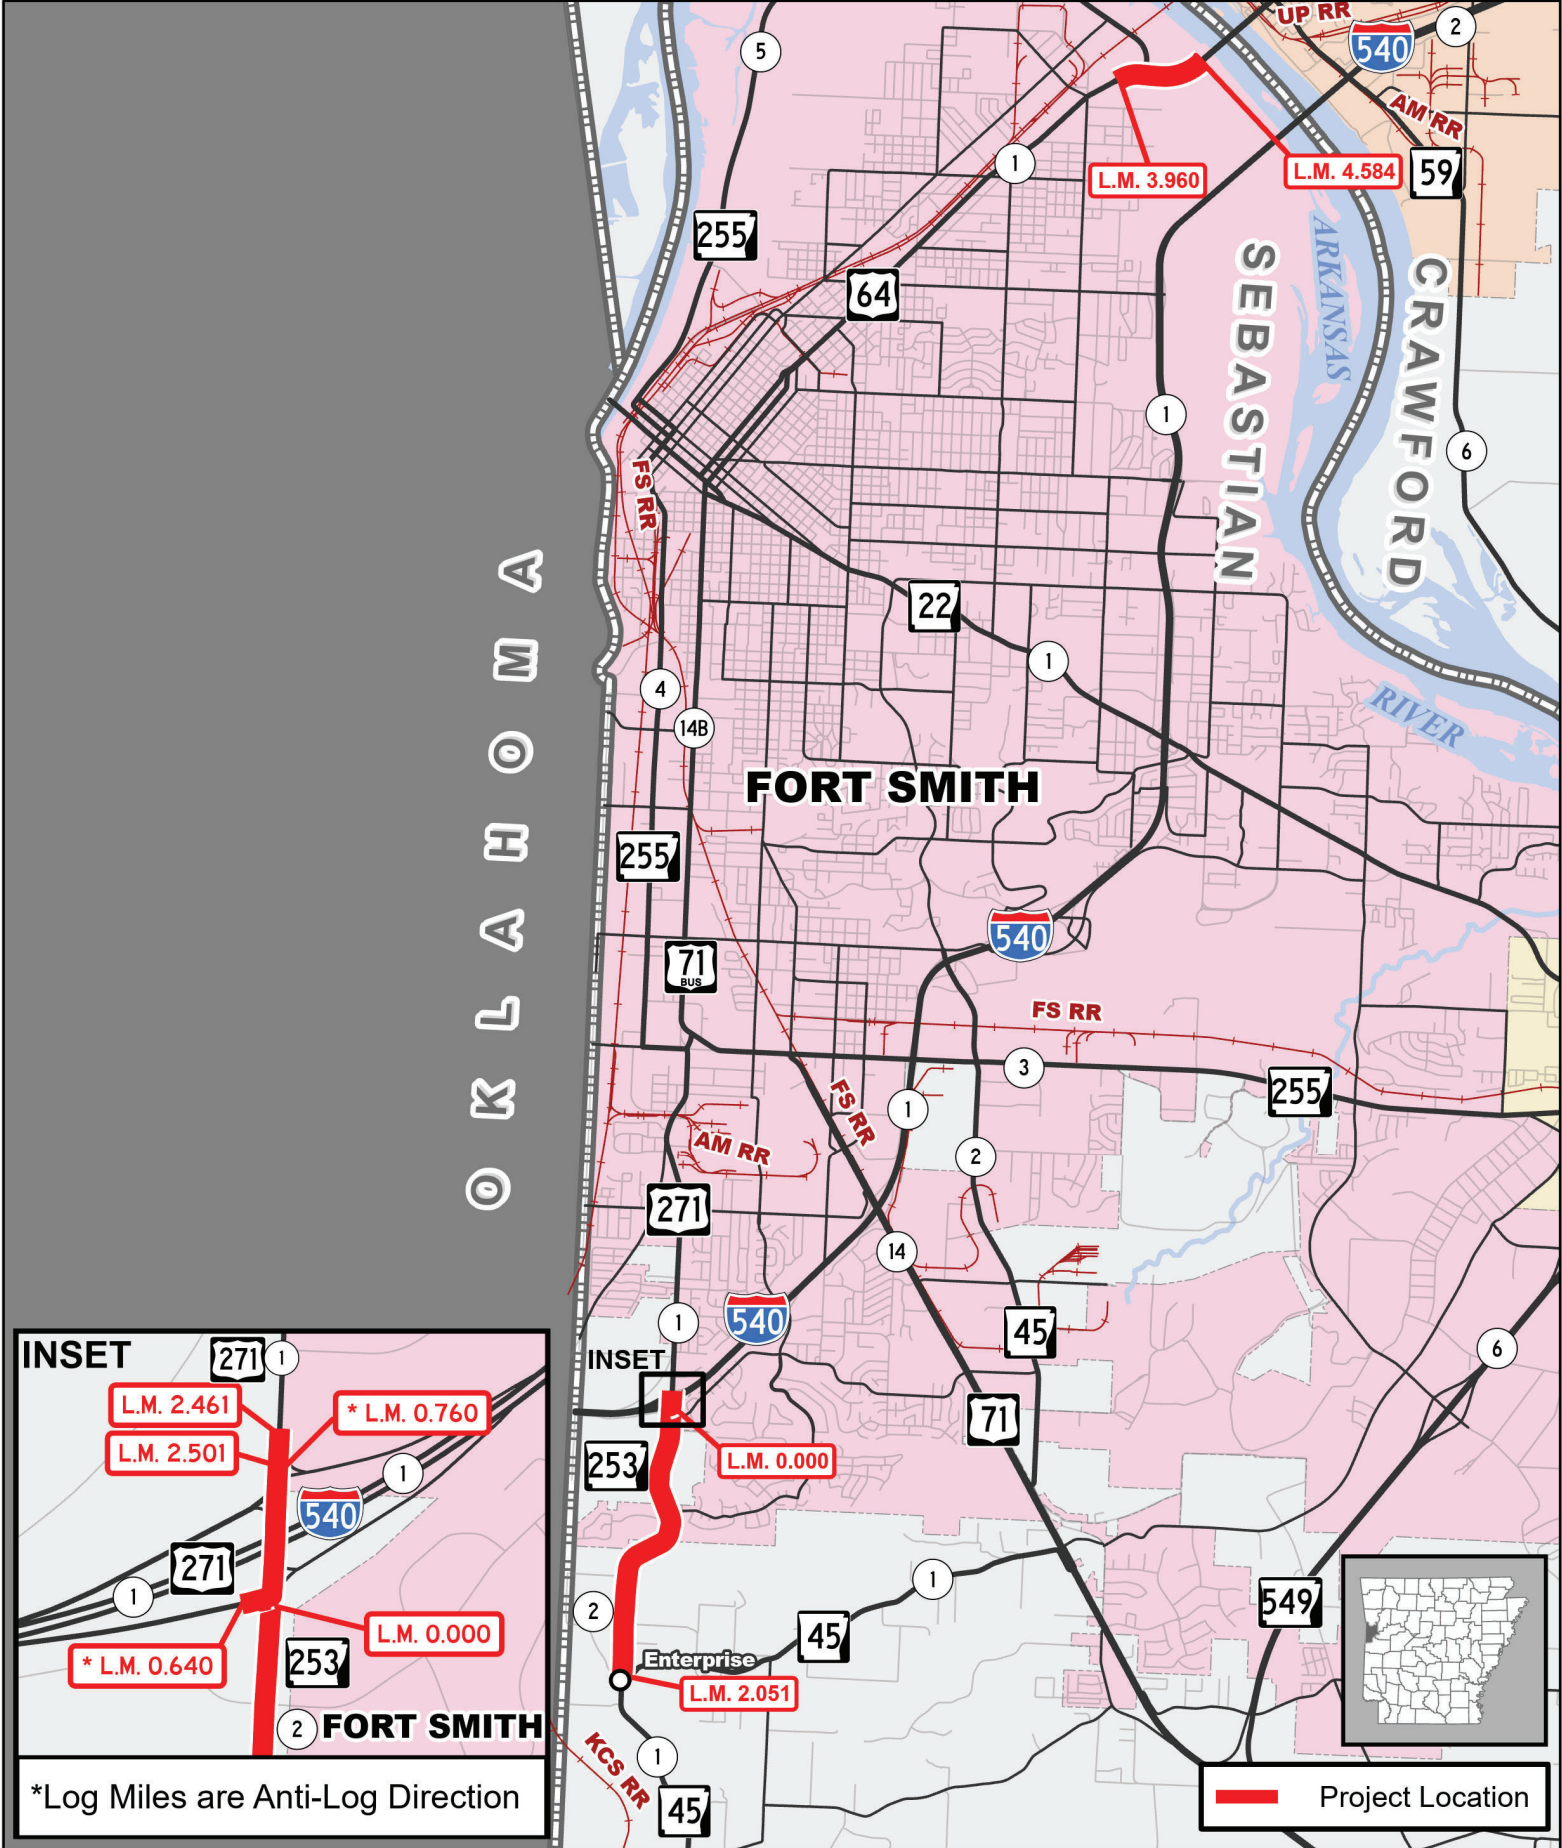 UP RR
540
2
5
AM RR
1
L.M. 3.960
L.M. 4.584
59
255
64
ARKANSAS
SEBASTIAN
CRAWFORD
1
6
FS RR
OKLAHOMA
22
1
4
14B
RIVER
FORT SMITH
255
540
71
BUS
FS RR
3
255
1
FS RR
AM RR
2
271
14
1
540
45
6
INSET
71
253
L.M. 0.000
549
2
1
45
Enterprise
L.M. 2.051
1
KCS RR
45
INSET
271
1
L.M. 2.461
* L.M. 0.760
L.M. 2.501
1
540
271
1
L.M. 0.000
* L.M. 0.640
253
2
FORT SMITH
*Log Miles are Anti-Log Direction
Project Location